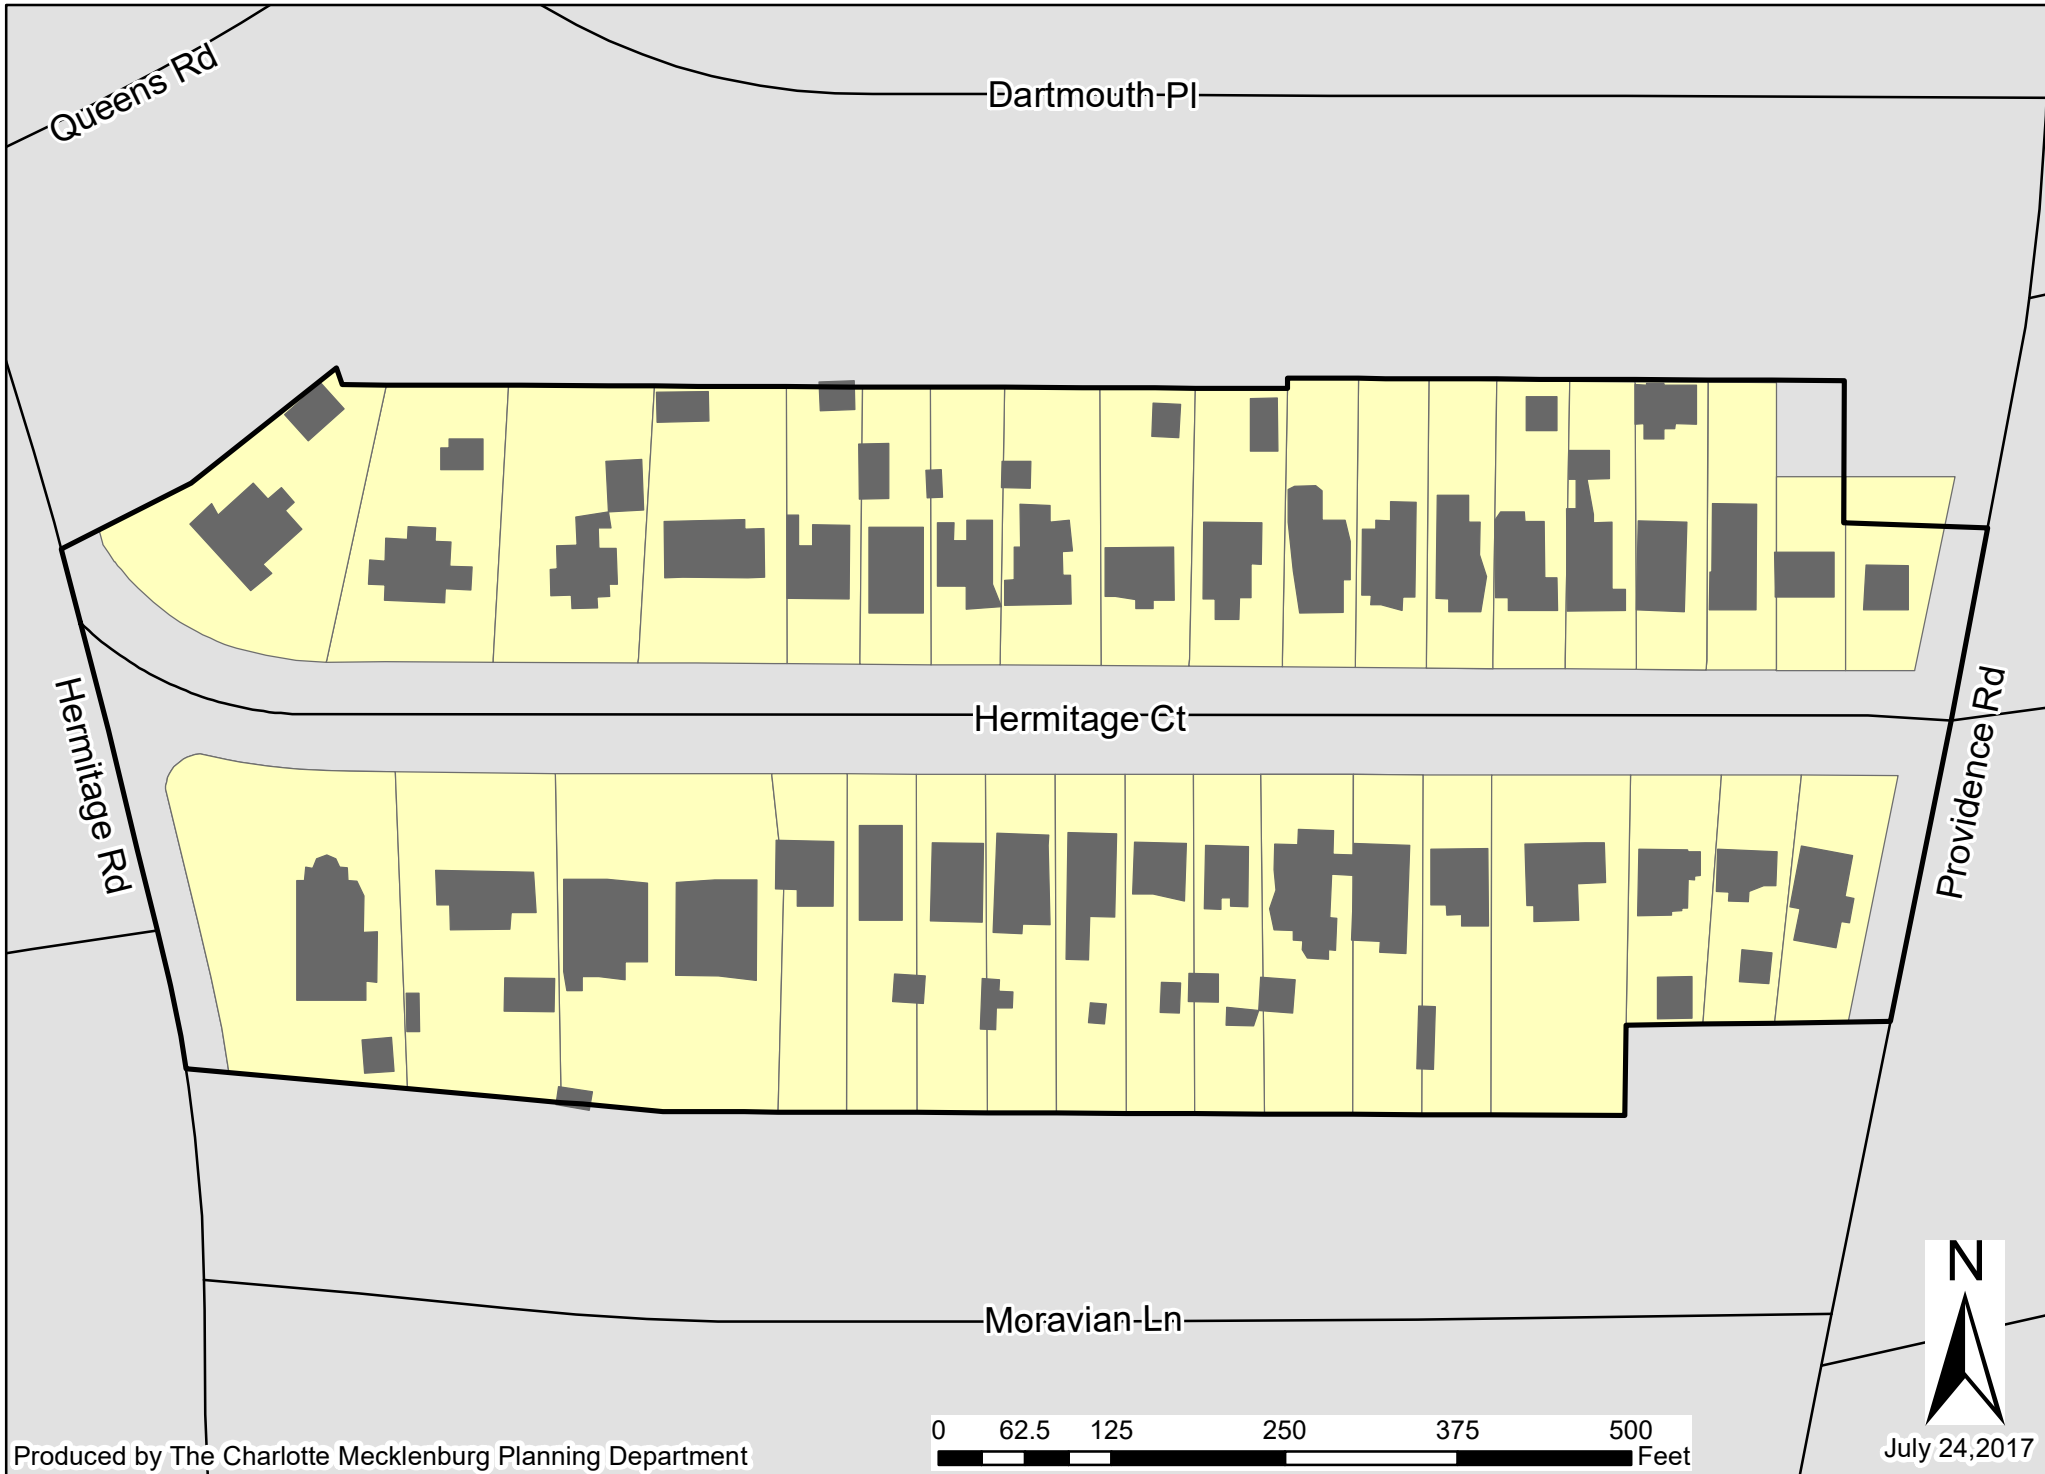 Queens Rd
Dartmouth Pl
Hermitage Ct
Hermitage Rd
Providence Rd
Moravian Ln
N
0 62.5 125 250 375 500
Feet
Produced by The Charlotte Mecklenburg Planning Department
July 24,2017